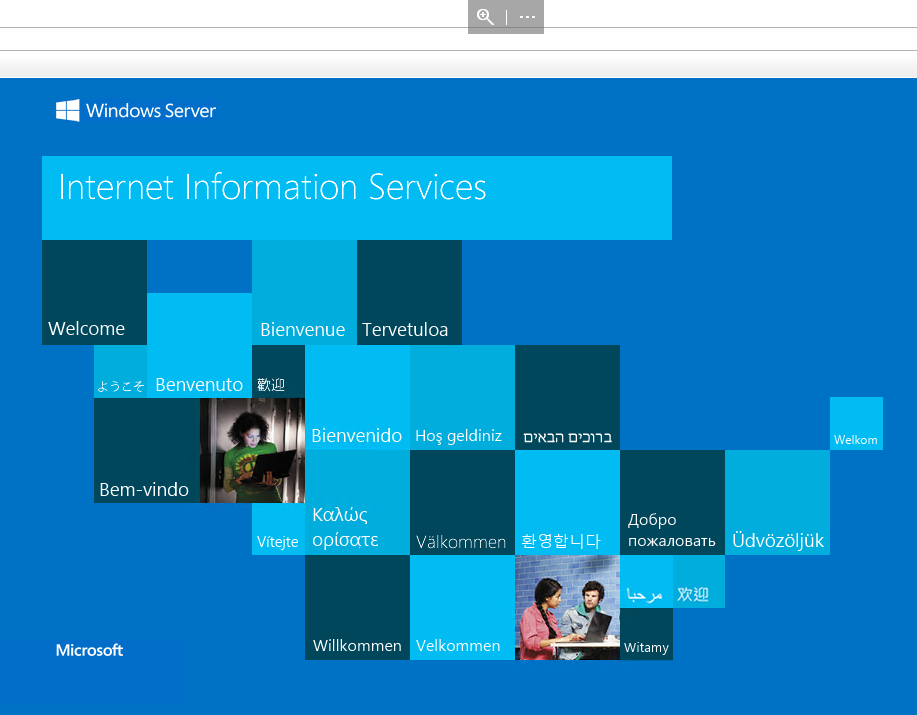 Windows Server
Internet Information Services
Welcome
Bienvenue
Tervetuloa
ようこそ
Benvenuto
歡迎
Bienvenido
Hoş geldiniz
ברוכים הבאים
Welkom
Bem-vindo
Vítejte
Καλώς
ορίσατε
Välkommen
환영합니다
Добро
пожаловать
Üdvözöljük
Willkommen
Velkommen
مرحبا
欢迎
Witamy
Microsoft